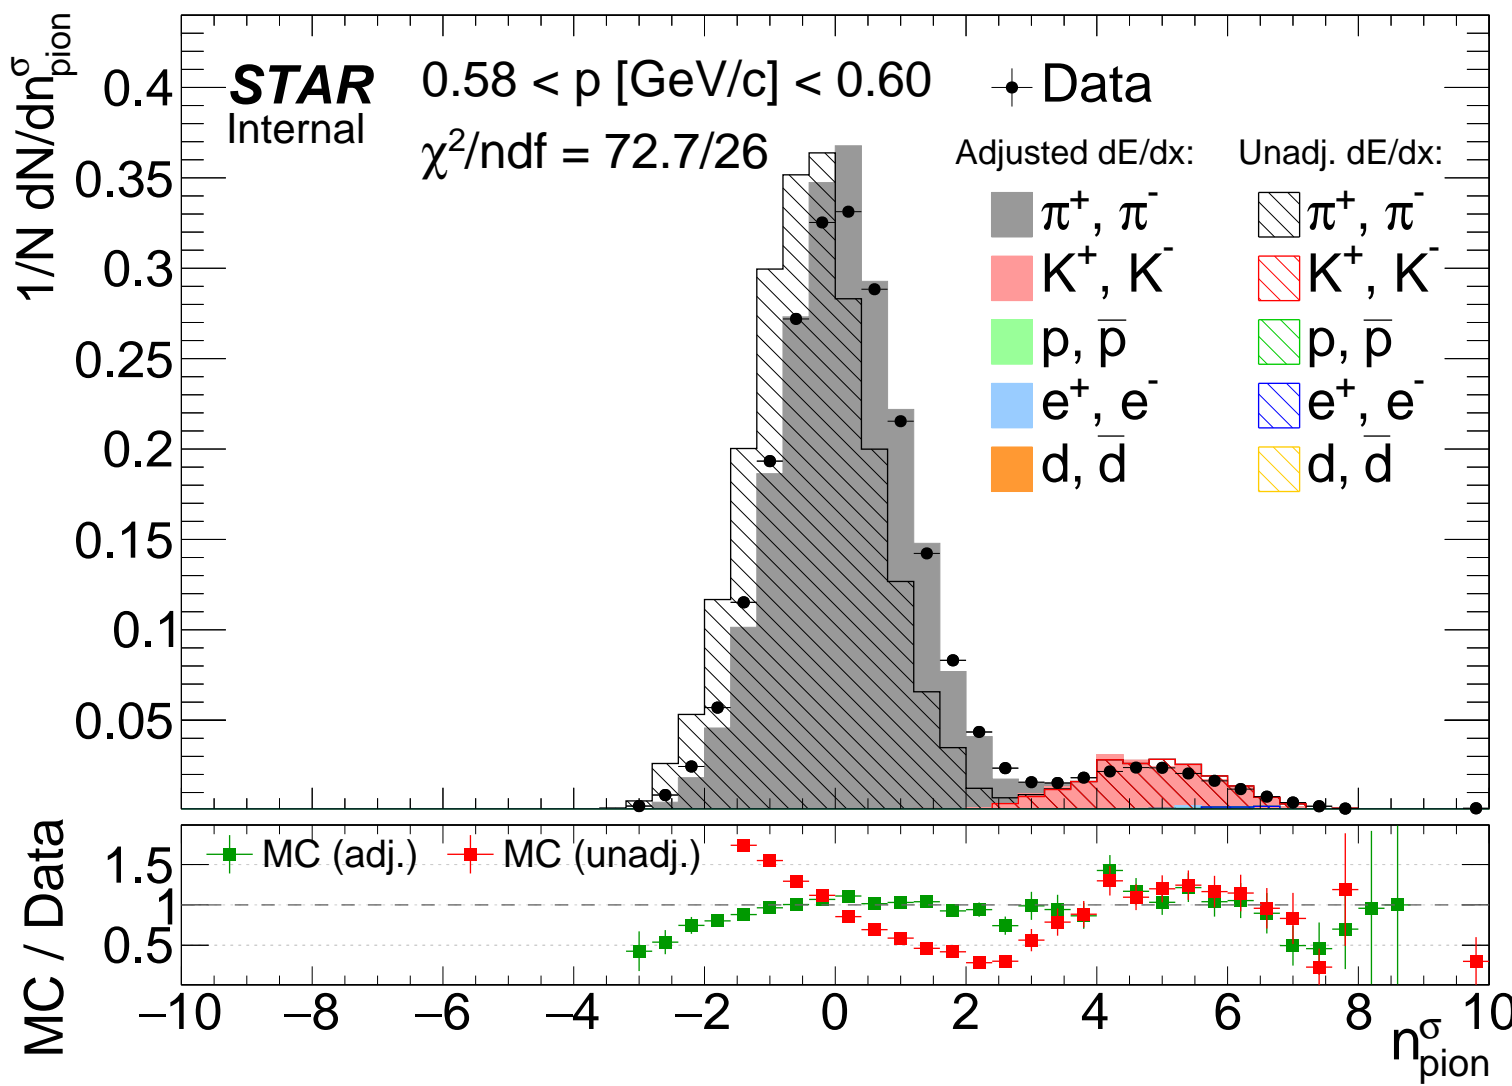 1/N dN/dn^σ_pion
0.4
0.35
0.3
0.25
0.2
0.15
0.1
0.05
STAR
Internal
0.58 < p [GeV/c] < 0.60
χ²/ndf = 72.7/26
Data
Adjusted dE/dx: Unadj. dE/dx:
π⁺, π⁻ π⁺, π⁻
K⁺, K⁻ K⁺, K⁻
p, p̅ p, p̅
e⁺, e⁻ e⁺, e⁻
d, d̅ d, d̅
MC / Data
1.5
1
0.5
MC (adj.) MC (unadj.)
−10 −8 −6 −4 −2 0 2 4 6 8 10
n^σ_pion